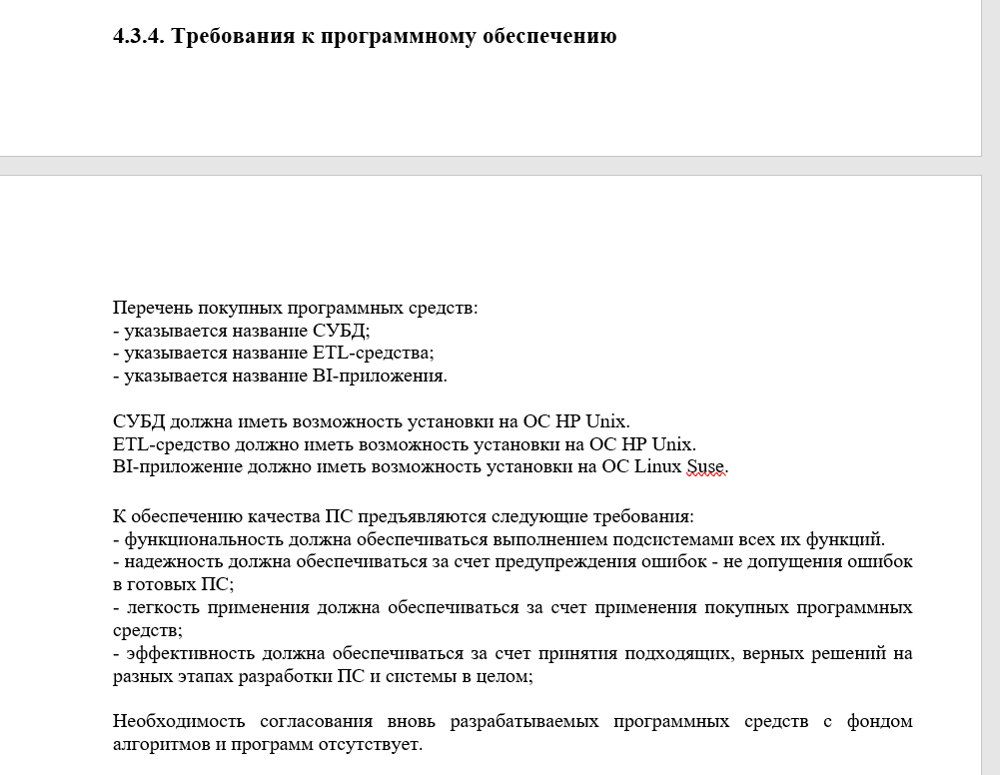 4.3.4. Требования к программному обеспечению
Перечень покупных программных средств:
- указывается название СУБД;
- указывается название ETL-средства;
- указывается название BI-приложения.
СУБД должна иметь возможность установки на ОС HP Unix.
ETL-средство должно иметь возможность установки на ОС HP Unix.
BI-приложение должно иметь возможность установки на ОС Linux Suse.
К обеспечению качества ПС предъявляются следующие требования:
- функциональность должна обеспечиваться выполнением подсистемами всех их функций.
- надежность должна обеспечиваться за счет предупреждения ошибок - не допущения ошибок
в готовых ПС;
- легкость применения должна обеспечиваться за счет применения покупных программных
средств;
- эффективность должна обеспечиваться за счет принятия подходящих, верных решений на
разных этапах разработки ПС и системы в целом;
Необходимость согласования вновь разрабатываемых программных средств с фондом
алгоритмов и программ отсутствует.